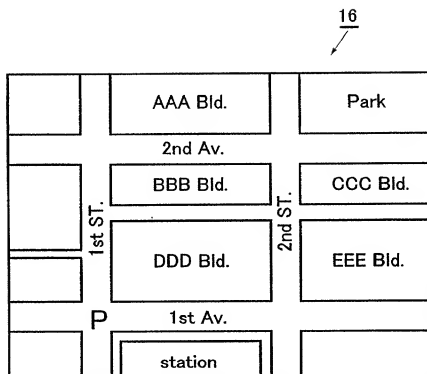 16
AAA Bld.
Park
2nd Av.
BBB Bld.
CCC Bld.
1st ST.
2nd ST.
DDD Bld.
EEE Bld.
P
1st Av.
station